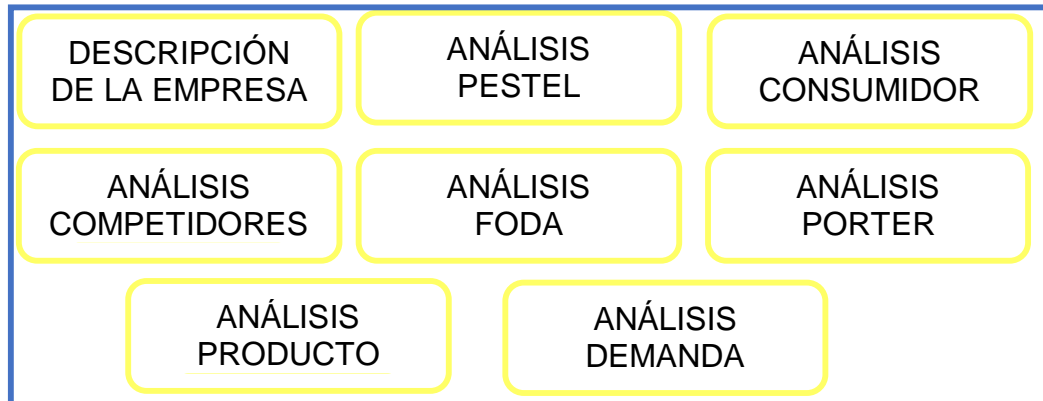 DESCRIPCIÓN
DE LA EMPRESA
ANÁLISIS
PESTEL
ANÁLISIS
CONSUMIDOR
ANÁLISIS
COMPETIDORES
ANÁLISIS
FODA
ANÁLISIS
PORTER
ANÁLISIS
PRODUCTO
ANÁLISIS
DEMANDA